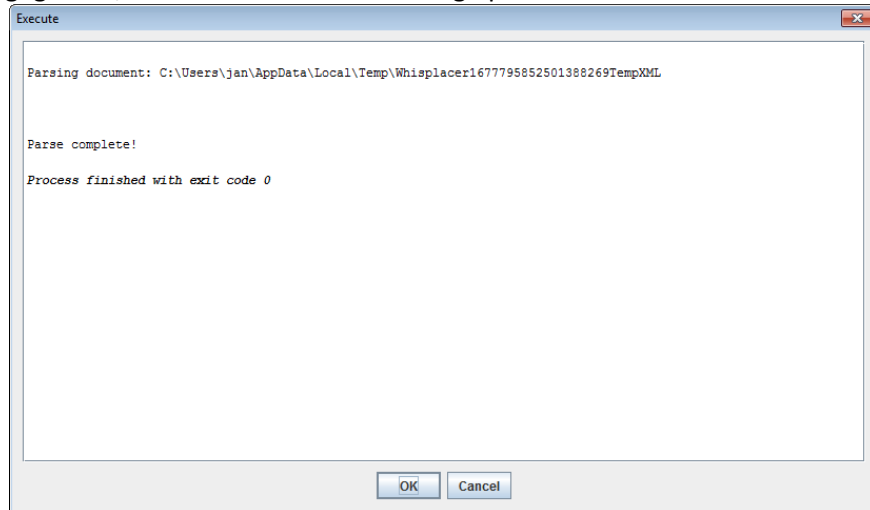 Execute
Parsing document: C:\Users\jan\AppData\Local\Temp\Whisplacer1677795852501388269TempXML
Parse complete!
Process finished with exit code 0
OK Cancel